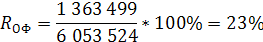 R_ОФ = 1 363 499 / 6 053 524 * 100% = 23%